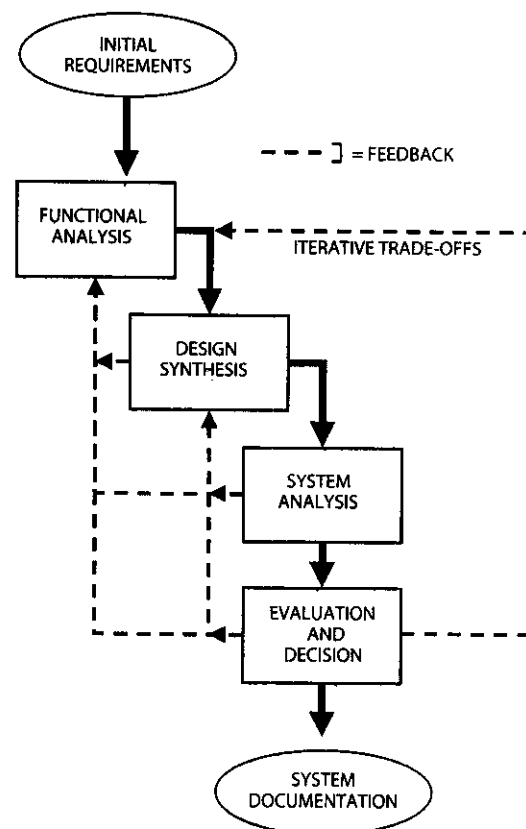 INITIAL
REQUIREMENTS
] = FEEDBACK
FUNCTIONAL
ANALYSIS
ITERATIVE TRADE-OFFS
DESIGN
SYNTHESIS
SYSTEM
ANALYSIS
EVALUATION
AND
DECISION
SYSTEM
DOCUMENTATION